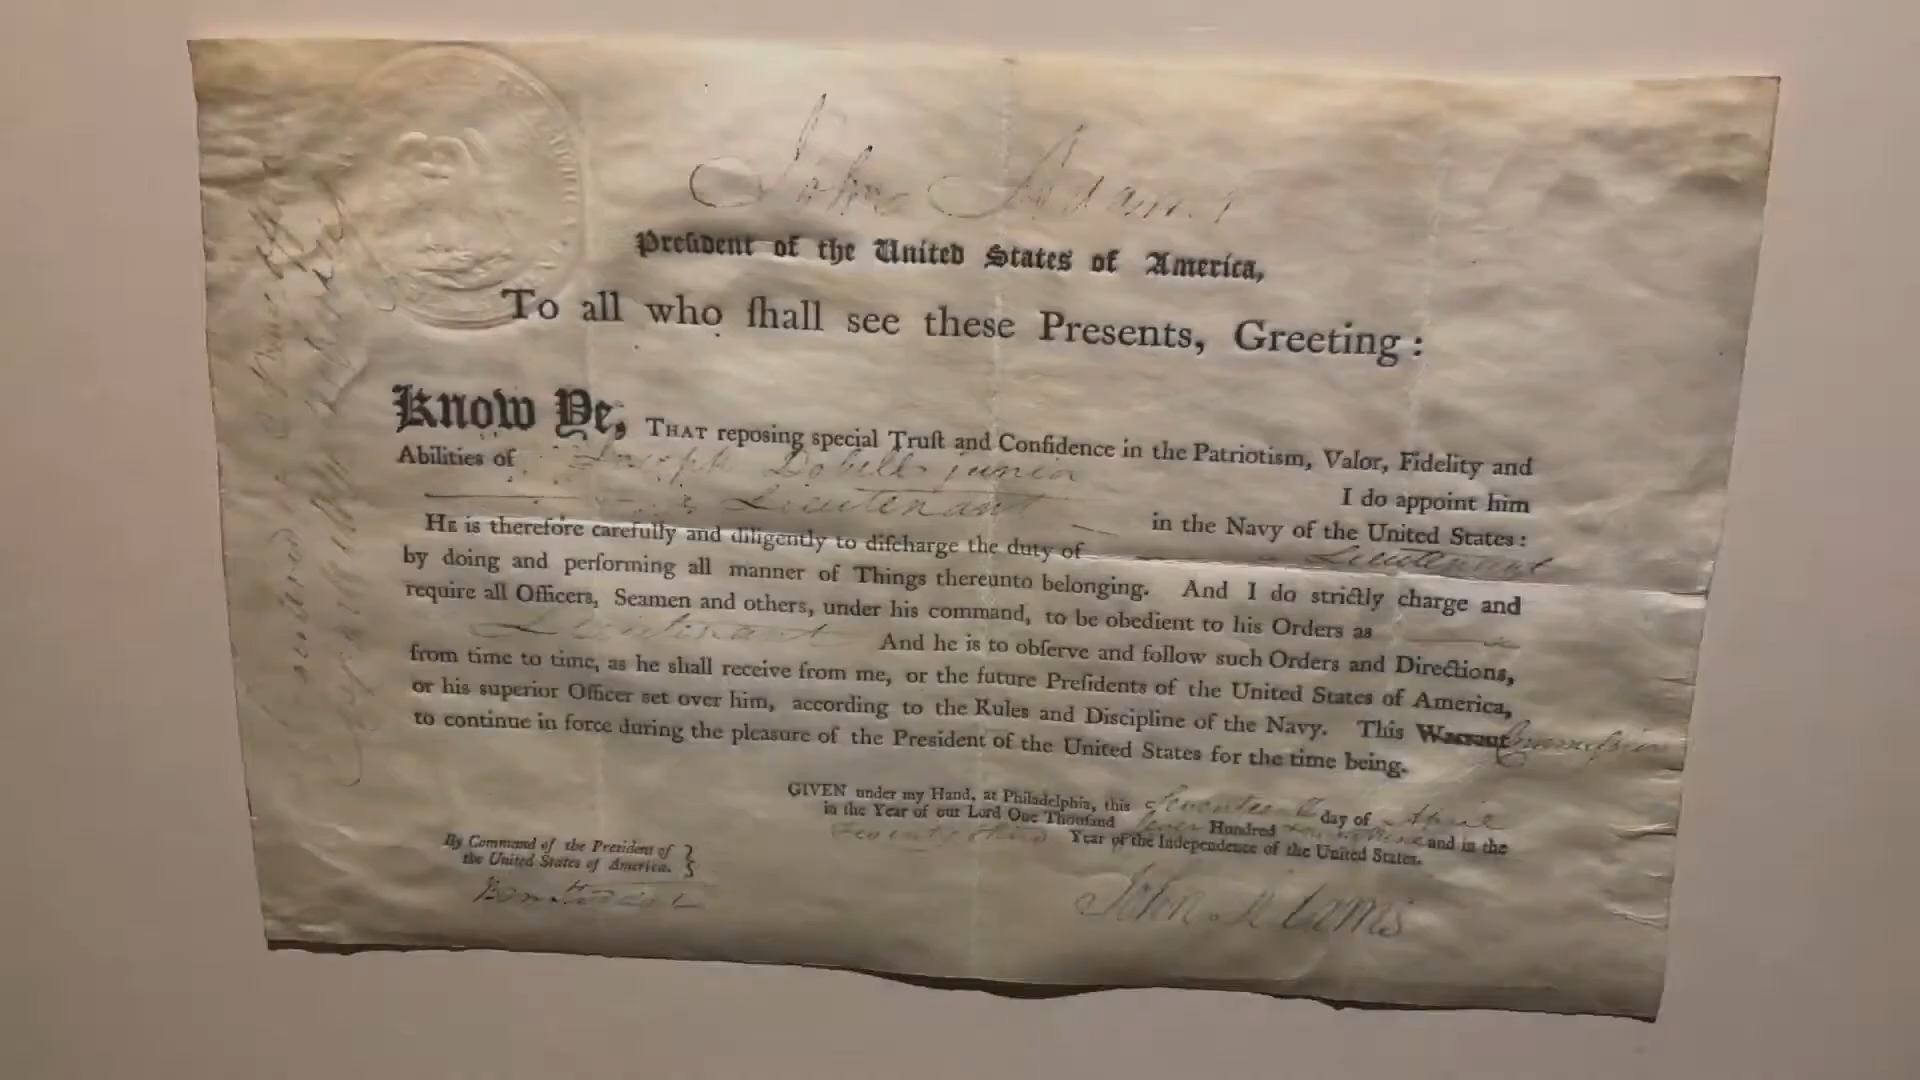 John Adams
Preſident of the United States of America,
To all who ſhall see these Presents, Greeting:
Know Ye, THAT reposing special Truſt and Confidence in the Patriotism, Valor, Fidelity and
Abilities of Joseph Dobell junior I do appoint him
a Lieutenant in the Navy of the United States:
HE is therefore carefully and diligently to diſcharge the duty of a Lieutenant
by doing and performing all manner of Things thereunto belonging. And I do strictly charge and
require all Officers, Seamen and others, under his command, to be obedient to his Orders as a
Lieutenant And he is to obſerve and follow such Orders and Directions,
from time to time, as he shall receive from me, or the future Preſidents of the United States of America,
or his superior Officer set over him, according to the Rules and Discipline of the Navy. This Warrant Commiſsion
to continue in force during the pleasure of the President of the United States for the time being.
GIVEN under my Hand, at Philadelphia, this day of April
in the Year of our Lord One Thouſand Seven Hundred and in the
Twenty third Year of the Independence of the United States.
By Command of the Preſident of
the United States of America.
Ben Stoddert
John Adams